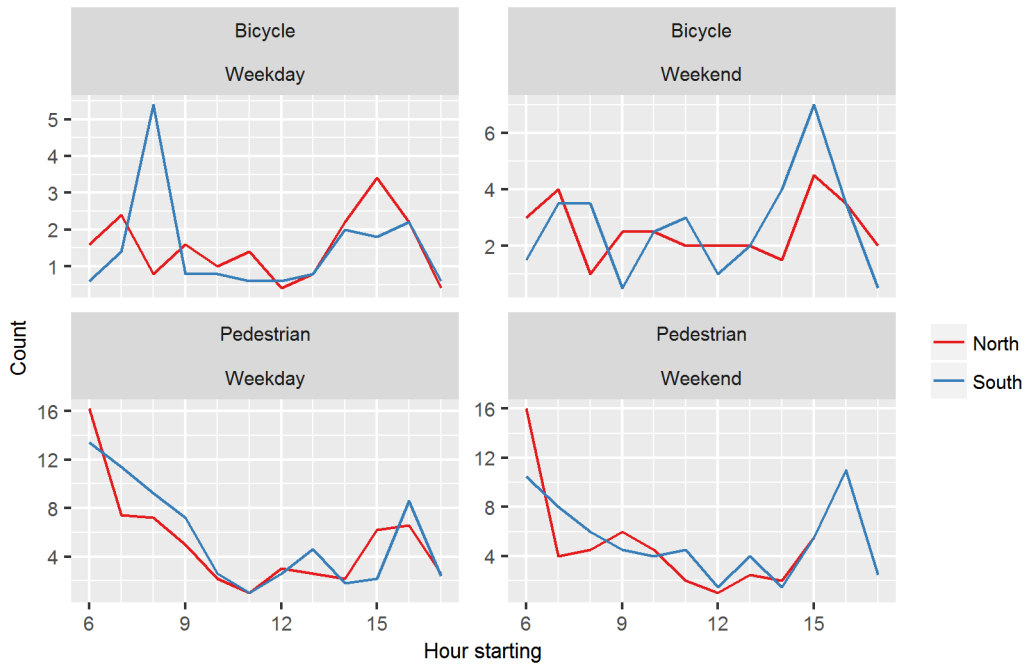 Bicycle
Weekday
Bicycle
Weekend
5
4
3
2
1
6
4
2
Count
Pedestrian
Weekday
Pedestrian
Weekend
North
South
16
12
8
4
16
12
8
4
6 9 12 15
6 9 12 15
Hour starting